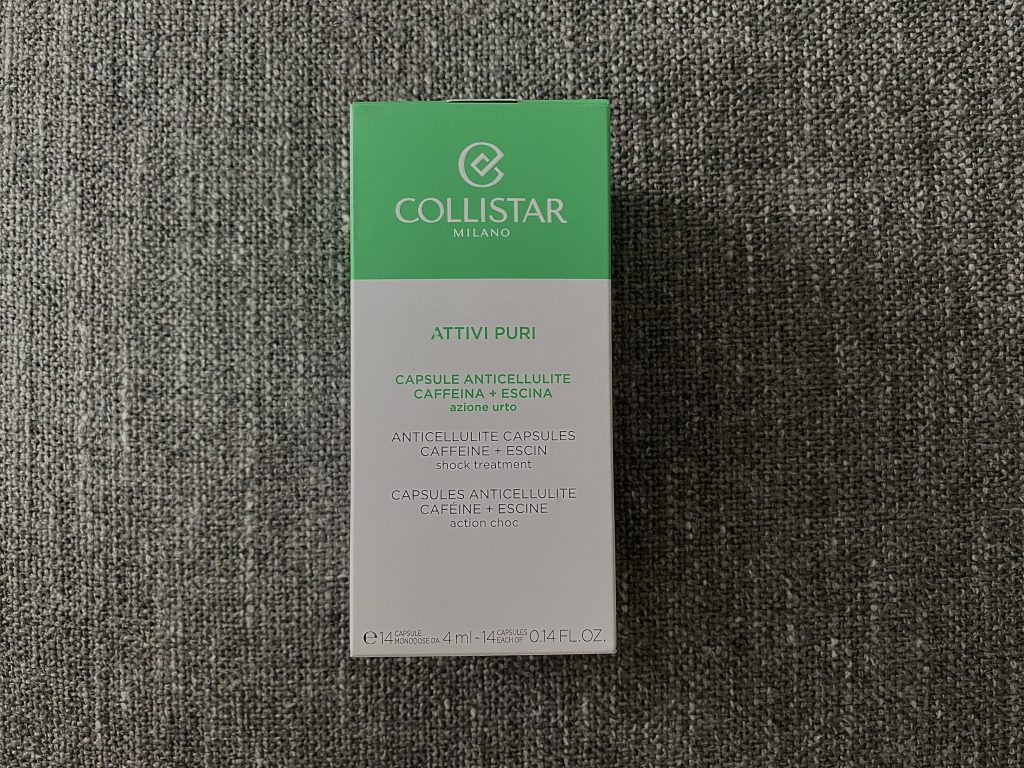 COLLISTAR
MILANO
ATTIVI PURI
CAPSULE ANTICELLULITE
CAFFEINA + ESCINA
azione urto
ANTICELLULITE CAPSULES
CAFFEINE + ESCIN
shock treatment
CAPSULES ANTICELLULITE
CAFÉINE + ESCINE
action choc
℮ 14 CAPSULE MONODOSE DA 4 ml - 14 CAPSULES EACH OF 0.14 FL.OZ.